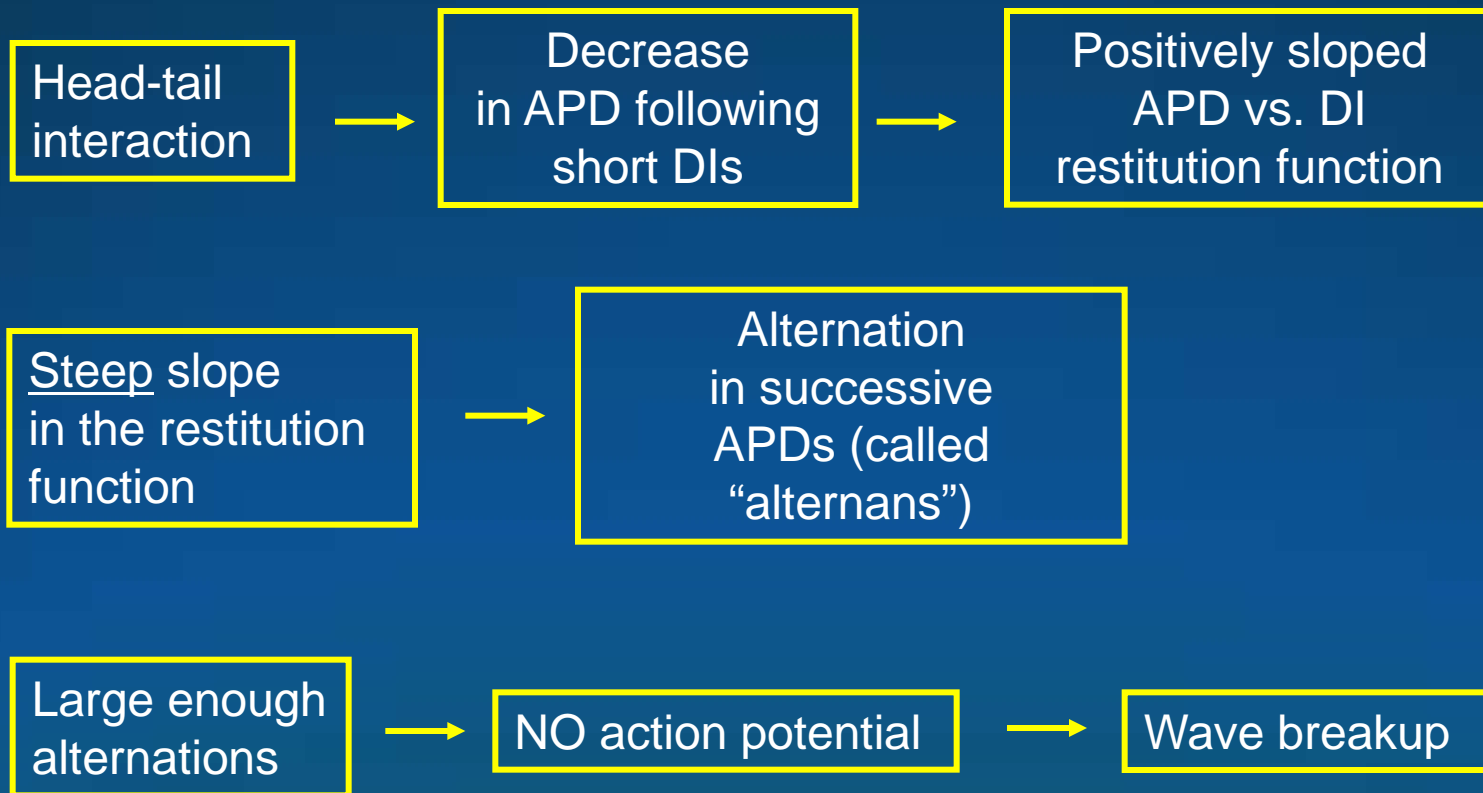 Head-tail
interaction
Decrease
in APD following
short DIs
Positively sloped
APD vs. DI
restitution function
Steep slope
in the restitution
function
Alternation
in successive
APDs (called
“alternans”)
Large enough
alternations
NO action potential
Wave breakup